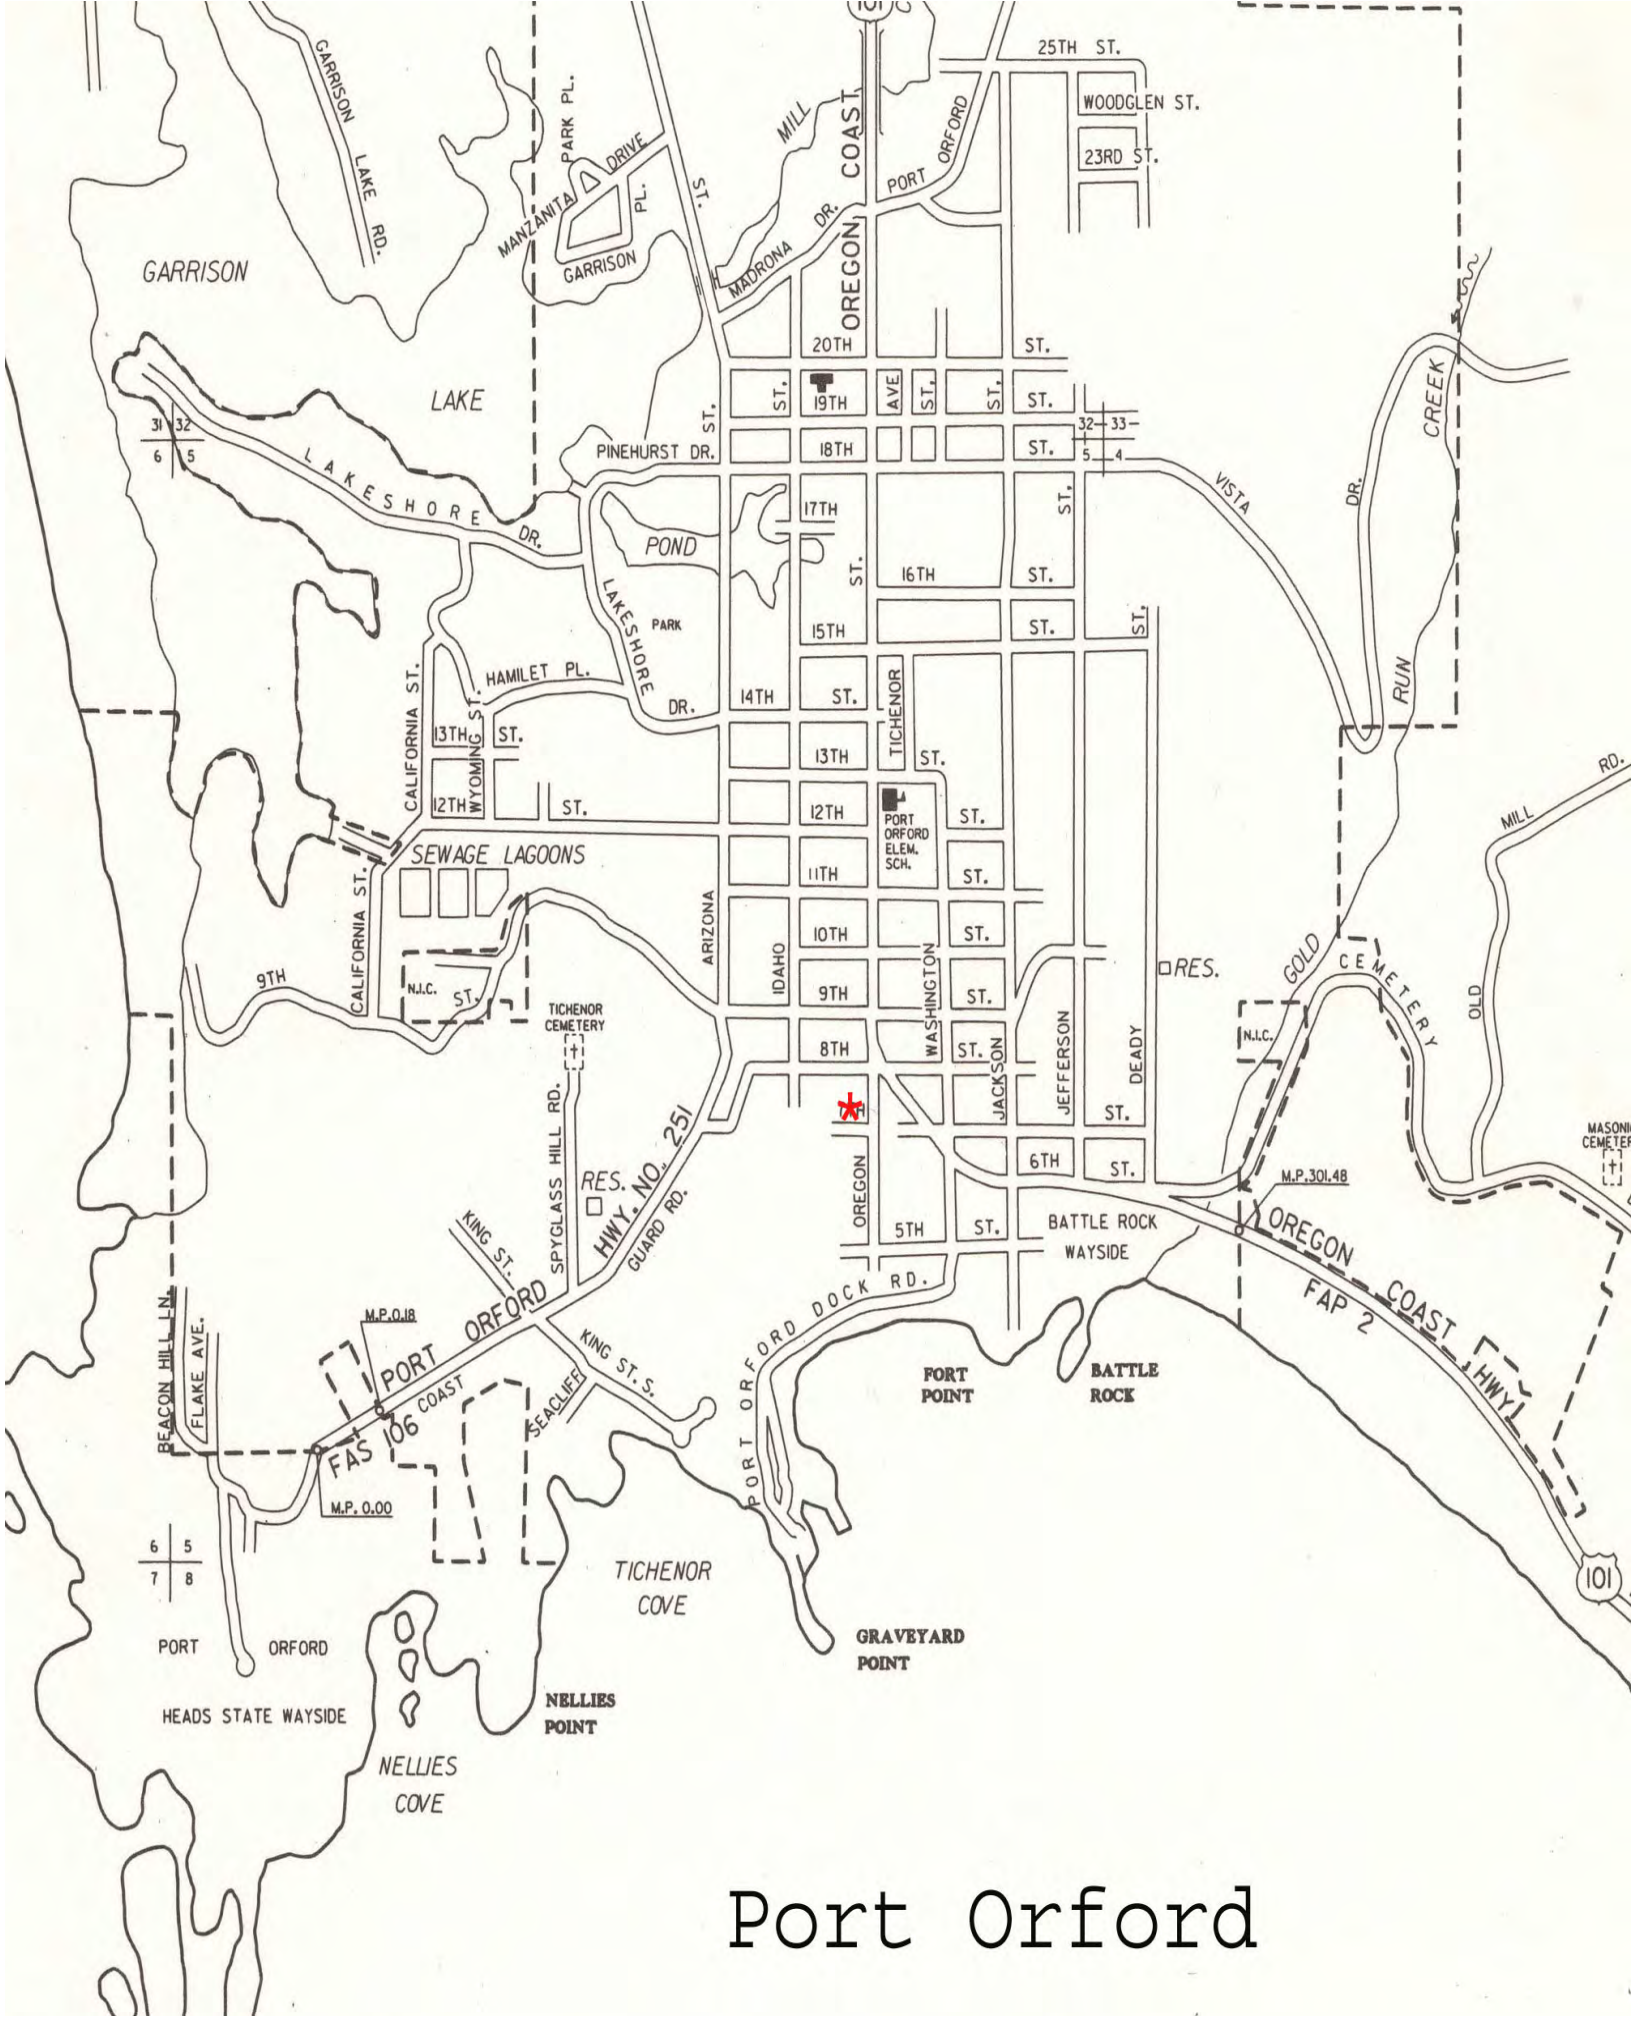 101
GARRISON
LAKE
RD.
25TH ST.
WOODGLEN ST.
23RD ST.
PARK PL.
MANZANITA
DRIVE
PL.
GARRISON
ST.
MILL
MADRONA
DR.
OREGON COAST
PORT
ORFORD
GARRISON
LAKE
20TH
ST.
ST.
ST.
19TH
AVE
ST.
ST.
ST.
18TH
ST.
PINEHURST DR.
31 32
6 5
32 33
5 4
LAKESHORE
DR.
VISTA
DR.
CREEK
17TH
ST.
POND
ST.
16TH
ST.
LAKESHORE
DR.
PARK
15TH
ST.
ST.
HAMILET PL.
14TH
ST.
TICHENOR
RUN
CALIFORNIA ST.
13TH
ST.
WYOMING ST.
12TH
ST.
13TH
ST.
12TH
ST.
PORT
ORFORD
ELEM.
SCH.
MILL
RD.
OLD
SEWAGE LAGOONS
11TH
ST.
CALIFORNIA ST.
ARIZONA
10TH
ST.
IDAHO
WASHINGTON
9TH
N.I.C.
ST.
9TH
ST.
RES.
GOLD
CEMETERY
N.I.C.
TICHENOR
CEMETERY
8TH
ST.
JACKSON
JEFFERSON
DEADY
ST.
SPYGLASS HILL RD.
HWY. NO. 251
GUARD RD.
RES.
6TH
ST.
M.P.301.48
OREGON
5TH
ST.
BATTLE ROCK
WAYSIDE
OREGON
COAST
HWY.
FAP 2
101
KING ST.
PORT ORFORD
M.P.0.18
BEACON HILL LN.
FLAKE AVE.
COAST
FAS 106
M.P. 0.00
KING ST. S.
SEACLIFF
PORT ORFORD DOCK RD.
FORT
POINT
BATTLE
ROCK
6 5
7 8
TICHENOR
COVE
PORT ORFORD
HEADS STATE WAYSIDE
GRAVEYARD
POINT
NELLIES
POINT
NELLIES
COVE
Port Orford